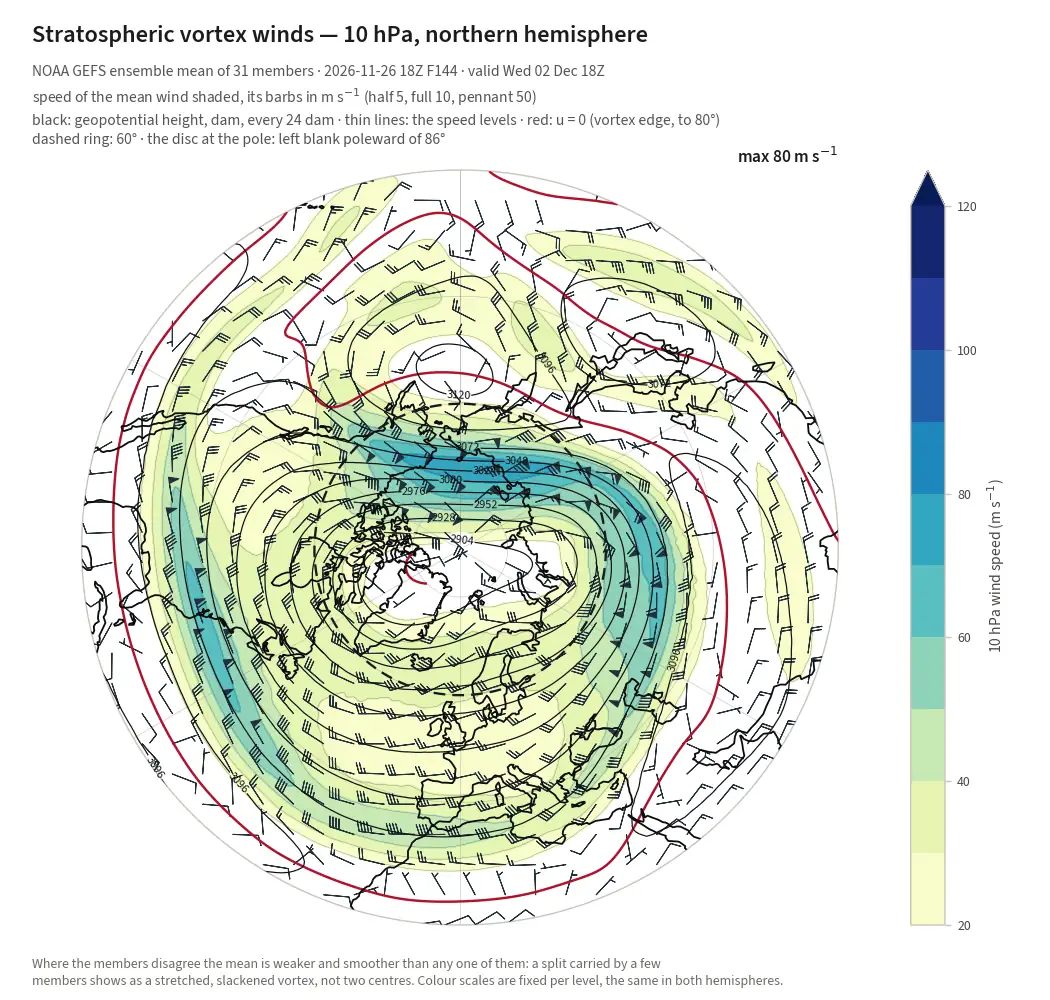 Stratospheric vortex winds — 10 hPa, northern hemisphere
NOAA GEFS ensemble mean of 31 members · 2026-11-26 18Z F144 · valid Wed 02 Dec 18Z
speed of the mean wind shaded, its barbs in m s⁻¹ (half 5, full 10, pennant 50)
black: geopotential height, dam, every 24 dam · thin lines: the speed levels · red: u = 0 (vortex edge, to 80°)
dashed ring: 60° · the disc at the pole: left blank poleward of 86°
max 80 m s⁻¹
120
100
80
60
40
20
10 hPa wind speed (m s⁻¹)
3096
3072
3120
3072
3048
3000
2976
2952
2928
2904
3096
3096
3096
Where the members disagree the mean is weaker and smoother than any one of them: a split carried by a few
members shows as a stretched, slackened vortex, not two centres. Colour scales are fixed per level, the same in both hemispheres.